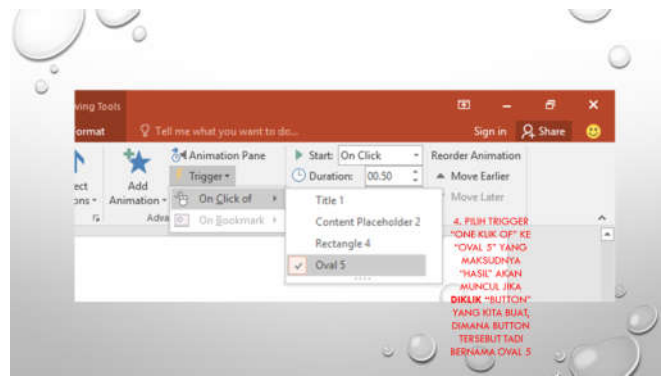 ving Tools
ormat
Tell me what you want to do...
Sign in
Share
Animation Pane
Start: On Click
Reorder Animation
Trigger
Duration: 00.50
Move Earlier
ect
Add
ons
Animation
On Click of
Move Later
Adva
On Bookmark
Title 1
Content Placeholder 2
Rectangle 4
Oval 5
4. PILIH TRIGGER
"ONE KLIK OF" KE
"OVAL 5" YANG
MAKSUDNYA
"HASIL" AKAN
MUNCUL JIKA
DIKLIK "BUTTON"
YANG KITA BUAT,
DIMANA BUTTON
TERSEBUT TADI
BERNAMA OVAL 5